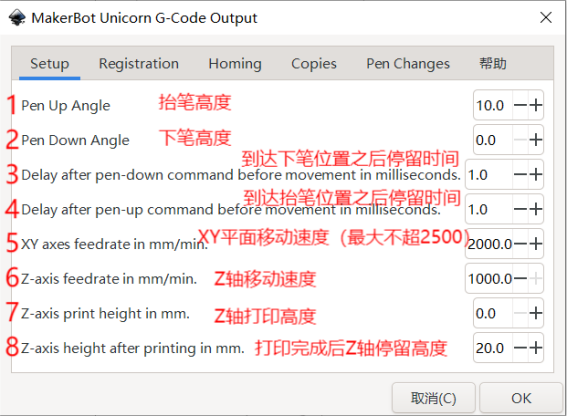 MakerBot Unicorn G-Code Output
Setup Registration Homing Copies Pen Changes 帮助
1 Pen Up Angle 抬笔高度 10.0
2 Pen Down Angle 下笔高度 0.0
到达下笔位置之后停留时间
3 Delay after pen-down command before movement in milliseconds. 1.0
到达抬笔位置之后停留时间
4 Delay after pen-up command before movement in milliseconds. 1.0
5 XY axes feedrate in mm/min. XY平面移动速度（最大不超2500） 2000.0
6 Z-axis feedrate in mm/min. Z轴移动速度 1000.0
7 Z-axis print height in mm. Z轴打印高度 0.0
8 Z-axis height after printing in mm. 打印完成后Z轴停留高度 20.0
取消(C) OK